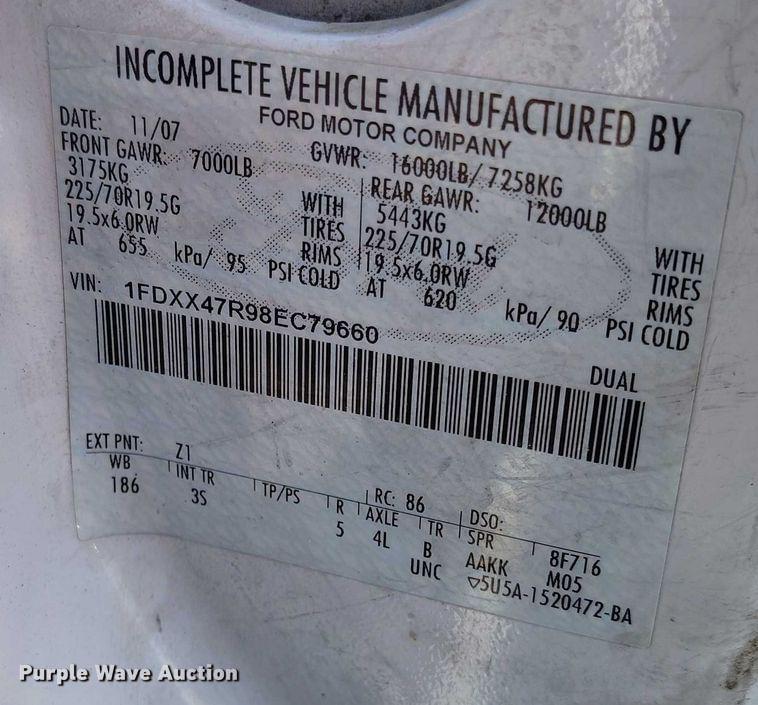 INCOMPLETE VEHICLE MANUFACTURED BY
FORD MOTOR COMPANY
DATE: 11/07 GVWR: 16000LB/ 7258KG
FRONT GAWR: 7000LB REAR GAWR: 12000LB
3175KG 5443KG
225/70R19.5G WITH TIRES 225/70R19.5G WITH TIRES
19.5x6.0RW RIMS 19.5x6.0RW RIMS
AT 655 kPa/ 95 PSI COLD AT 620 kPa/ 90 PSI COLD
VIN: 1FDXX47R98EC79660
DUAL
EXT PNT: Z1 RC: 86 DSO:
WB INT TR TP/PS R AXLE TR SPR 8F716
186 3S 5 4L B AAKK M05
UNC ▽5U5A-1520472-BA
Purple Wave Auction